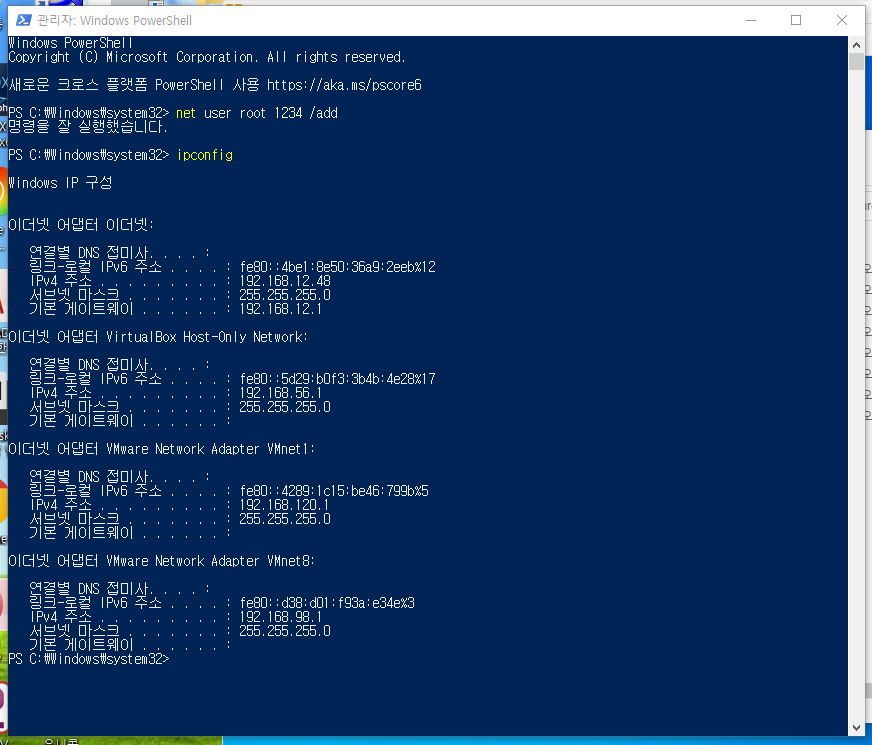 관리자: Windows PowerShell
Windows PowerShell
Copyright (C) Microsoft Corporation. All rights reserved.
새로운 크로스 플랫폼 PowerShell 사용 https://aka.ms/pscore6
PS C:\Windows\system32> net user root 1234 /add
명령을 잘 실행했습니다.
PS C:\Windows\system32> ipconfig
Windows IP 구성
이더넷 어댑터 이더넷:
연결별 DNS 접미사. . . . :
링크-로컬 IPv6 주소 . . . . : fe80::4be1:8e50:36a9:2eeb%12
IPv4 주소 . . . . . . . . . : 192.168.12.48
서브넷 마스크 . . . . . . . : 255.255.255.0
기본 게이트웨이 . . . . . . : 192.168.12.1
이더넷 어댑터 VirtualBox Host-Only Network:
연결별 DNS 접미사. . . . :
링크-로컬 IPv6 주소 . . . . : fe80::5d29:b0f3:3b4b:4e28%17
IPv4 주소 . . . . . . . . . : 192.168.56.1
서브넷 마스크 . . . . . . . : 255.255.255.0
기본 게이트웨이 . . . . . . :
이더넷 어댑터 VMware Network Adapter VMnet1:
연결별 DNS 접미사. . . . :
링크-로컬 IPv6 주소 . . . . : fe80::4289:1c15:be46:799b%5
IPv4 주소 . . . . . . . . . : 192.168.120.1
서브넷 마스크 . . . . . . . : 255.255.255.0
기본 게이트웨이 . . . . . . :
이더넷 어댑터 VMware Network Adapter VMnet8:
연결별 DNS 접미사. . . . :
링크-로컬 IPv6 주소 . . . . : fe80::d38:d01:f93a:e34e%3
IPv4 주소 . . . . . . . . . : 192.168.98.1
서브넷 마스크 . . . . . . . : 255.255.255.0
기본 게이트웨이 . . . . . . :
PS C:\Windows\system32>